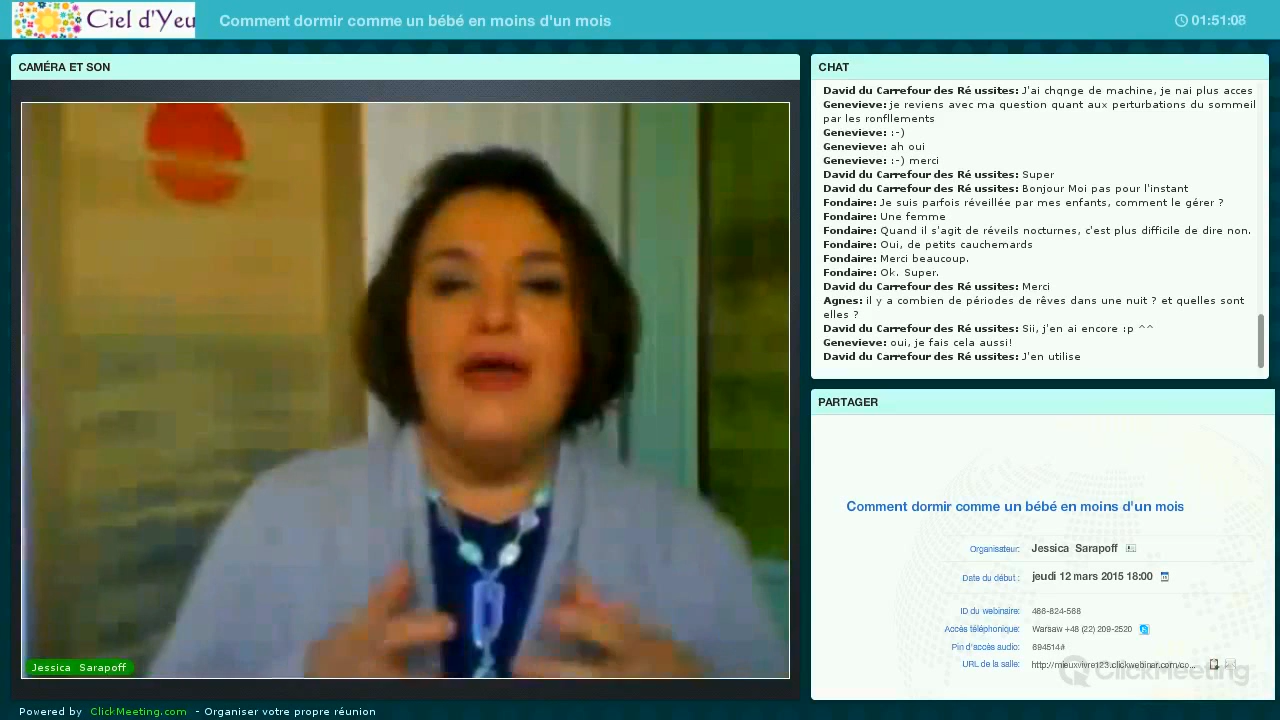 Ciel d'Yeu
Comment dormir comme un bébé en moins d'un mois
01:51:08
CAMÉRA ET SON
Jessica Sarapoff
CHAT
David du Carrefour des Ré ussites: J'ai chqnge de machine, je nai plus acces
Genevieve: je reviens avec ma question quant aux perturbations du sommeil
par les ronfllements
Genevieve: :-)
Genevieve: ah oui
Genevieve: :-) merci
David du Carrefour des Ré ussites: Super
David du Carrefour des Ré ussites: Bonjour Moi pas pour l'instant
Fondaire: Je suis parfois réveillée par mes enfants, comment le gérer ?
Fondaire: Une femme
Fondaire: Quand il s'agit de réveils nocturnes, c'est plus difficile de dire non.
Fondaire: Oui, de petits cauchemards
Fondaire: Merci beaucoup.
Fondaire: Ok. Super.
David du Carrefour des Ré ussites: Merci
Agnes: il y a combien de périodes de rêves dans une nuit ? et quelles sont
elles ?
David du Carrefour des Ré ussites: Sii, j'en ai encore :p ^^
Genevieve: oui, je fais cela aussi!
David du Carrefour des Ré ussites: J'en utilise
PARTAGER
Comment dormir comme un bébé en moins d'un mois
Organisateur: Jessica Sarapoff
Date du début : jeudi 12 mars 2015 18:00
ID du webinaire: 486-824-568
Accès téléphonique: Warsaw +48 (22) 209-2520
Pin d'accès audio: 694514#
URL de la salle: http://mieuxvivre123.clickwebinar.com/co...
ClickMeeting
Powered by ClickMeeting.com - Organiser votre propre réunion